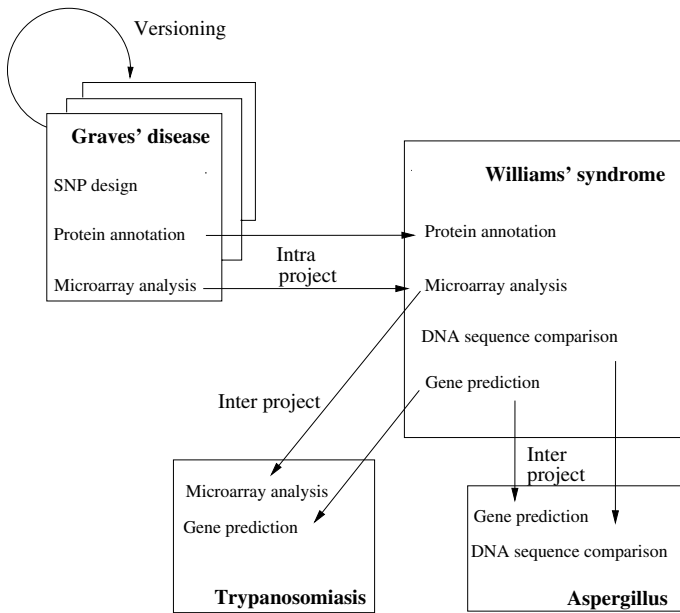 Versioning
Graves' disease
SNP design
Protein annotation
Microarray analysis
Intra
project
Williams' syndrome
Protein annotation
Microarray analysis
DNA sequence comparison
Gene prediction
Inter project
Inter
project
Microarray analysis
Gene prediction
Trypanosomiasis
Gene prediction
DNA sequence comparison
Aspergillus